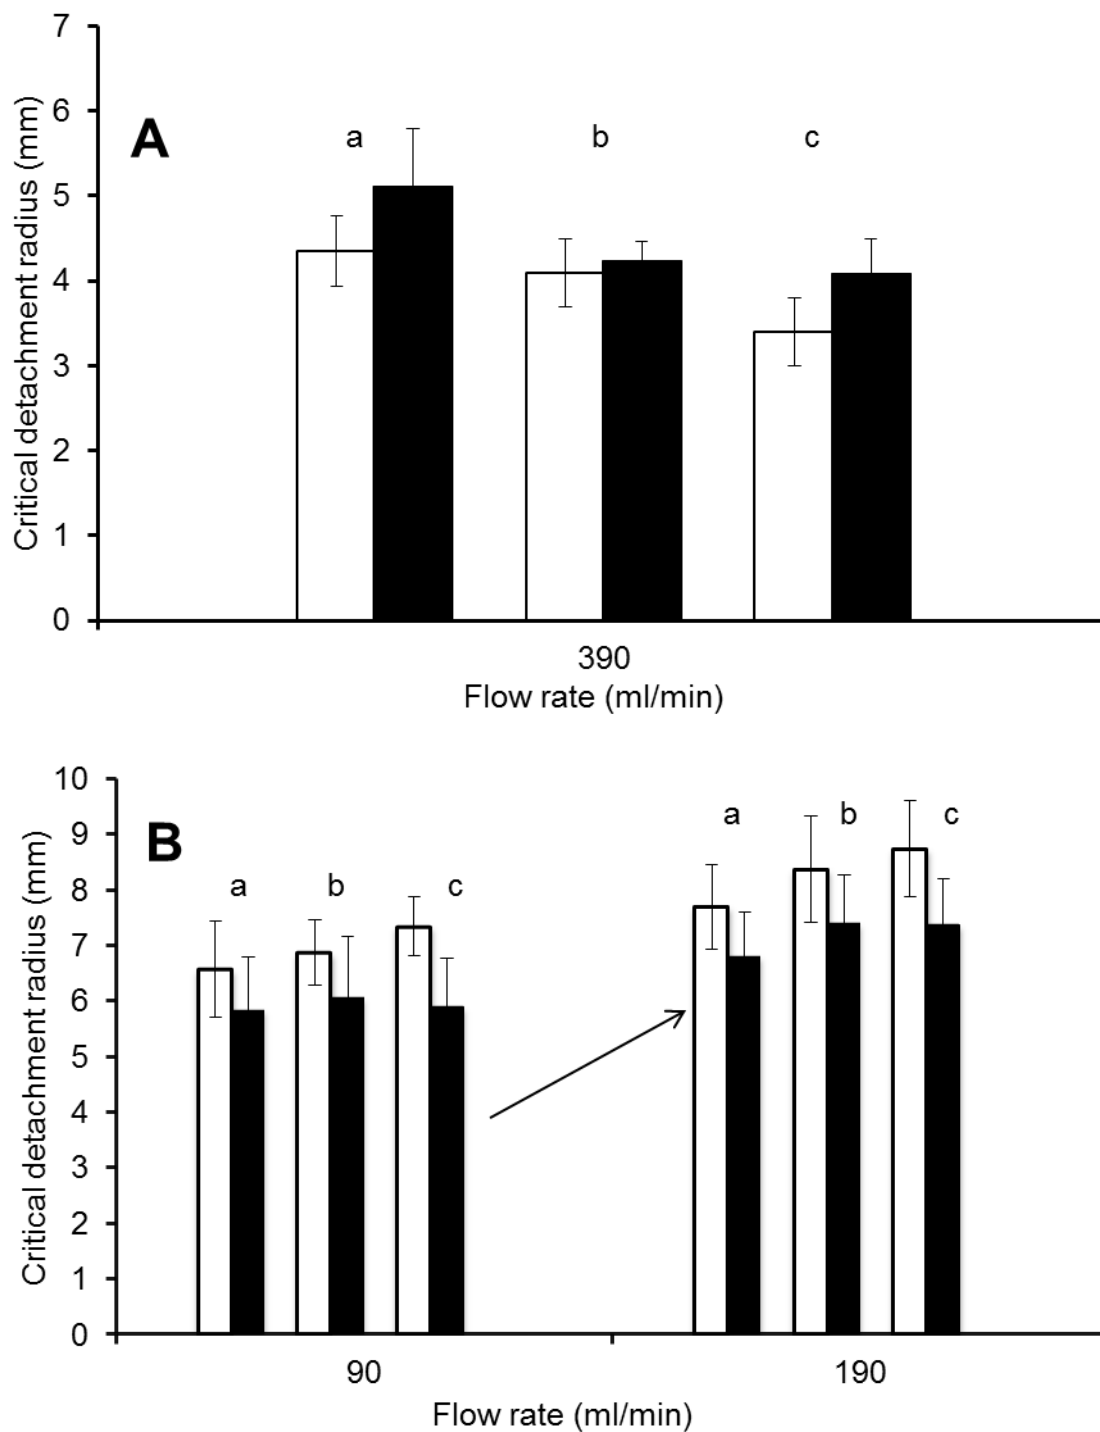 7
6
5
4
3
2
1
0
Critical detachment radius (mm)
A
a b c
390
Flow rate (ml/min)
10
9
8
7
6
5
4
3
2
1
0
Critical detachment radius (mm)
B
a b c
a b c
90 190
Flow rate (ml/min)